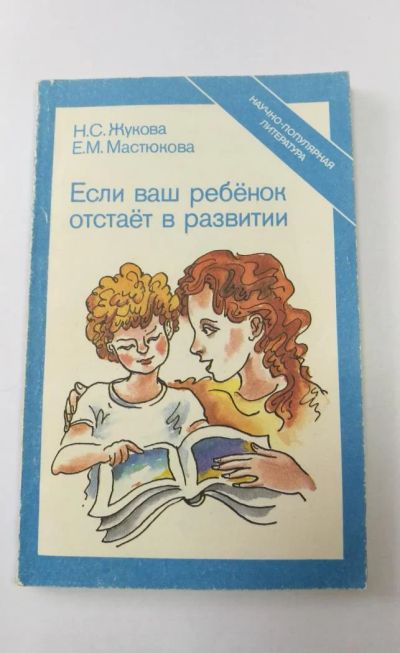 НАУЧНО-ПОПУЛЯРНАЯ
ЛИТЕРАТУРА
Н.С. Жукова
Е.М. Мастюкова
Если ваш ребёнок
отстаёт в развитии